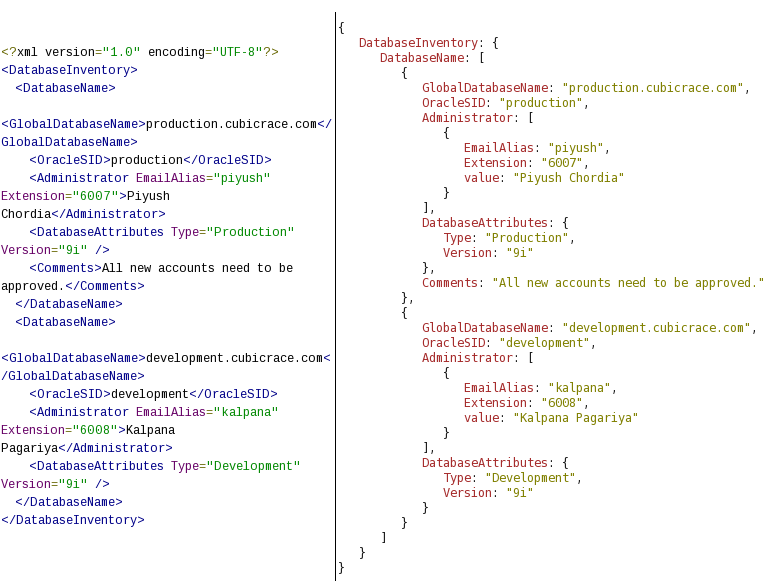 <?xml version="1.0" encoding="UTF-8"?>
<DatabaseInventory>
  <DatabaseName>

<GlobalDatabaseName>production.cubicrace.com</
GlobalDatabaseName>
    <OracleSID>production</OracleSID>
    <Administrator EmailAlias="piyush"
Extension="6007">Piyush
Chordia</Administrator>
    <DatabaseAttributes Type="Production"
Version="9i" />
    <Comments>All new accounts need to be
approved.</Comments>
  </DatabaseName>
  <DatabaseName>

<GlobalDatabaseName>development.cubicrace.com<
/GlobalDatabaseName>
    <OracleSID>development</OracleSID>
    <Administrator EmailAlias="kalpana"
Extension="6008">Kalpana
Pagariya</Administrator>
    <DatabaseAttributes Type="Development"
Version="9i" />
  </DatabaseName>
</DatabaseInventory>
{
   DatabaseInventory: {
      DatabaseName: [
         {
            GlobalDatabaseName: "production.cubicrace.com",
            OracleSID: "production",
            Administrator: [
               {
                  EmailAlias: "piyush",
                  Extension: "6007",
                  value: "Piyush Chordia"
               }
            ],
            DatabaseAttributes: {
               Type: "Production",
               Version: "9i"
            },
            Comments: "All new accounts need to be approved."
         },
         {
            GlobalDatabaseName: "development.cubicrace.com",
            OracleSID: "development",
            Administrator: [
               {
                  EmailAlias: "kalpana",
                  Extension: "6008",
                  value: "Kalpana Pagariya"
               }
            ],
            DatabaseAttributes: {
               Type: "Development",
               Version: "9i"
            }
         }
      ]
   }
}